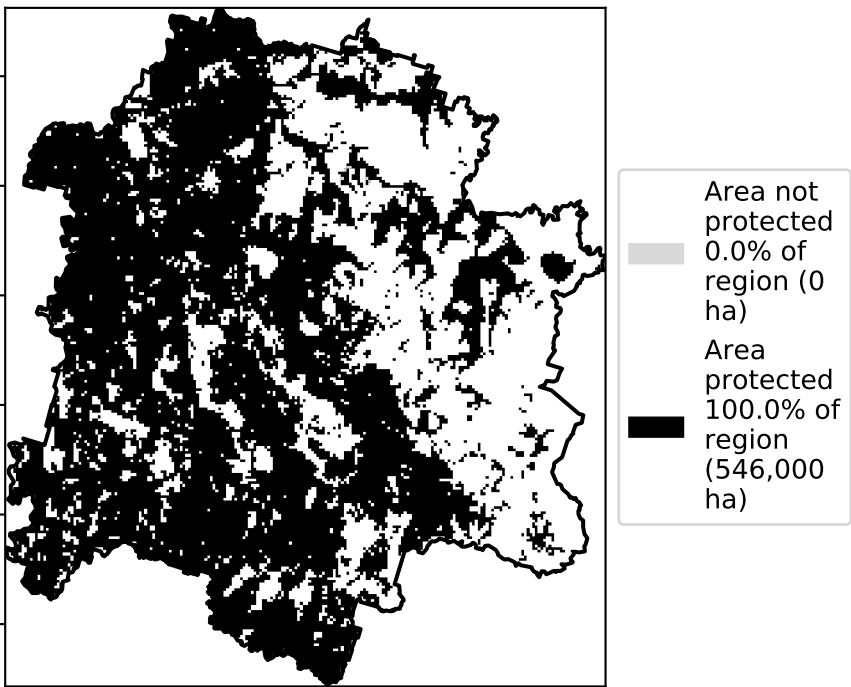 Area not
protected
0.0% of
region (0
ha)
Area
protected
100.0% of
region
(546,000
ha)